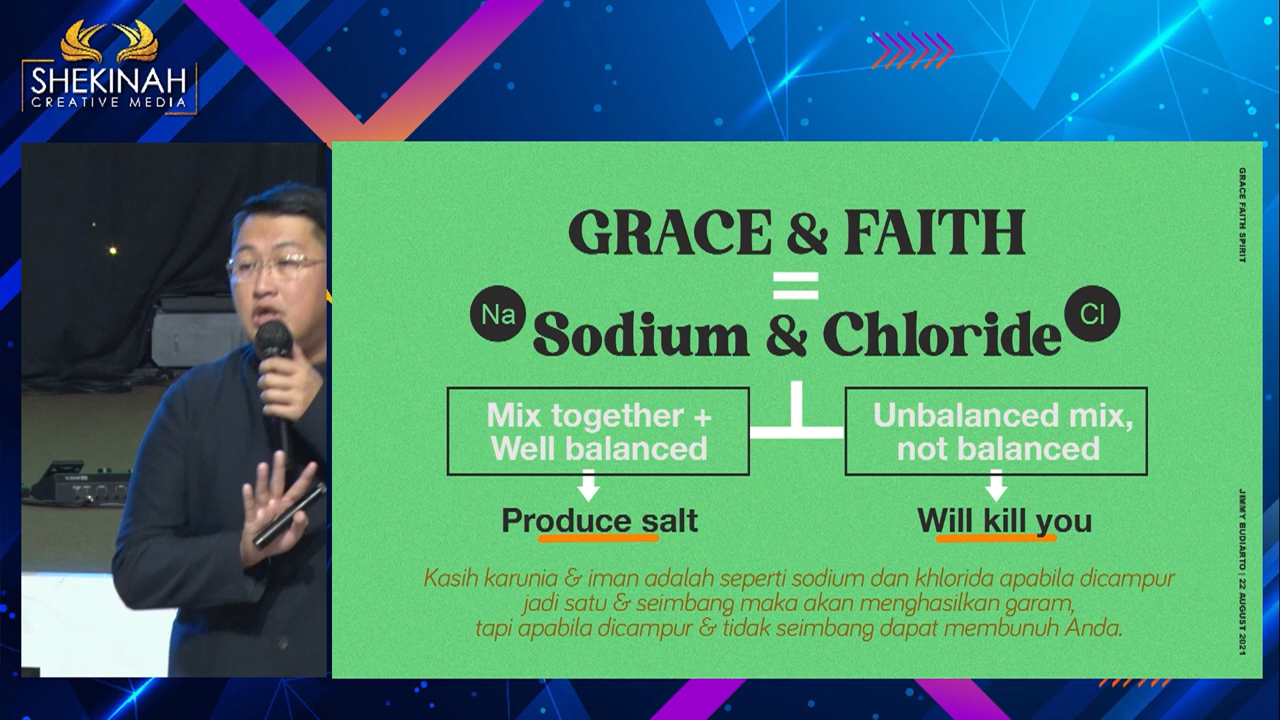 SHEKINAH
CREATIVE MEDIA
GRACE & FAITH
=
Na
Sodium & Chloride
Cl
Mix together +
Well balanced
Unbalanced mix,
not balanced
Produce salt
Will kill you
Kasih karunia & iman adalah seperti sodium dan khlorida apabila dicampur
jadi satu & seimbang maka akan menghasilkan garam,
tapi apabila dicampur & tidak seimbang dapat membunuh Anda.
GRACE FAITH SPIRIT
JIMMY BUDIARTO | 22 AUGUST 2021